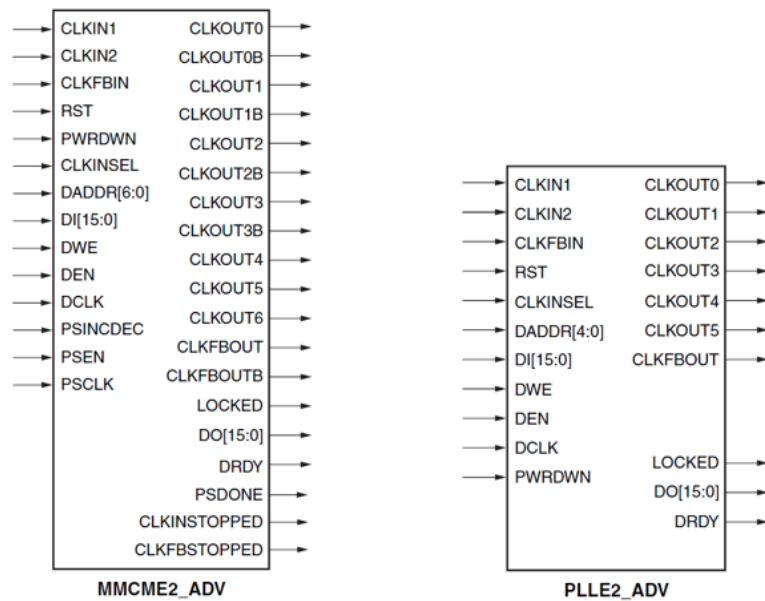 CLKIN1
CLKIN2
CLKFBIN
RST
PWRDWN
CLKINSEL
DADDR[6:0]
DI[15:0]
DWE
DEN
DCLK
PSINCDEC
PSEN
PSCLK
CLKOUT0
CLKOUT0B
CLKOUT1
CLKOUT1B
CLKOUT2
CLKOUT2B
CLKOUT3
CLKOUT3B
CLKOUT4
CLKOUT5
CLKOUT6
CLKFBOUT
CLKFBOUTB
LOCKED
DO[15:0]
DRDY
PSDONE
CLKINSTOPPED
CLKFBSTOPPED
MMCME2_ADV
CLKIN1
CLKIN2
CLKFBIN
RST
CLKINSEL
DADDR[4:0]
DI[15:0]
DWE
DEN
DCLK
PWRDWN
CLKOUT0
CLKOUT1
CLKOUT2
CLKOUT3
CLKOUT4
CLKOUT5
CLKFBOUT
LOCKED
DO[15:0]
DRDY
PLLE2_ADV